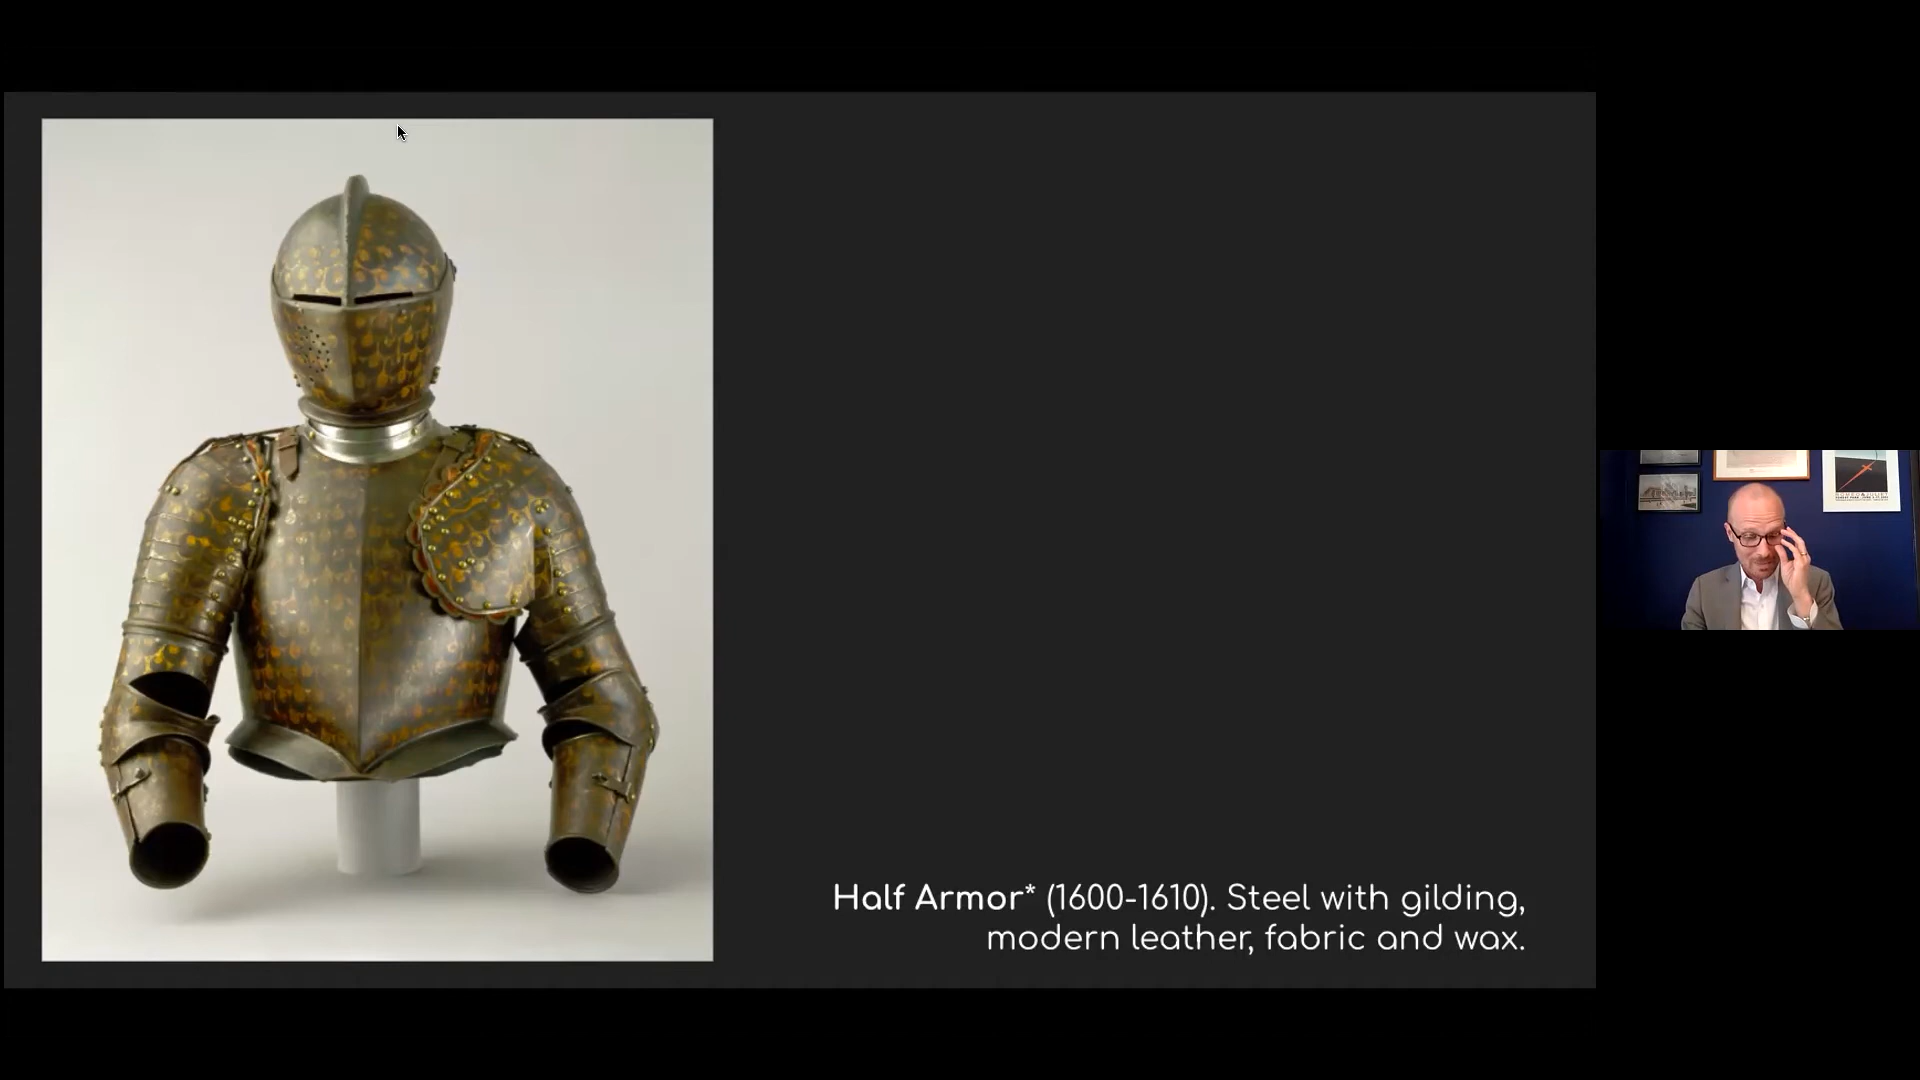 Half Armor* (1600-1610). Steel with gilding,
modern leather, fabric and wax.